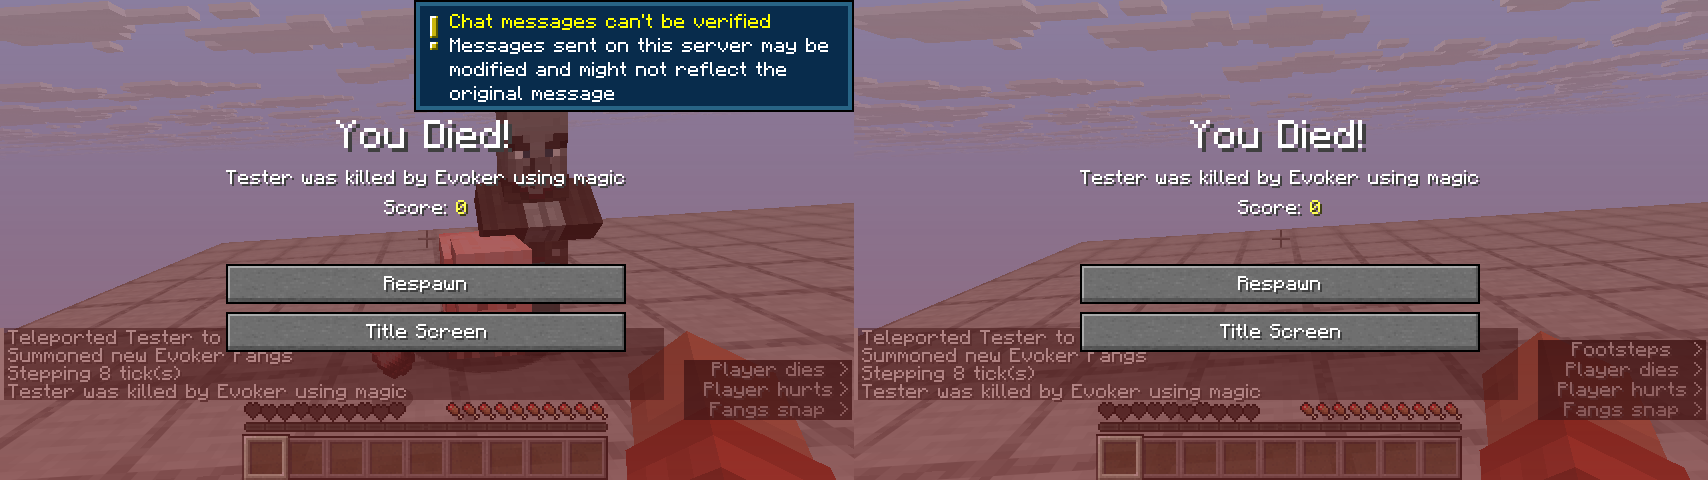 Chat messages can't be verified
Messages sent on this server may be
modified and might not reflect the
original message
You Died!
Tester was killed by Evoker using magic
Score: 0
Respawn
Title Screen
Teleported Tester to
Summoned new Evoker Fangs
Stepping 8 tick(s)
Tester was killed by Evoker using magic
Player dies >
Player hurts >
Fangs snap >
You Died!
Tester was killed by Evoker using magic
Score: 0
Respawn
Title Screen
Teleported Tester to
Summoned new Evoker Fangs
Stepping 8 tick(s)
Tester was killed by Evoker using magic
Footsteps >
Player dies >
Player hurts >
Fangs snap >